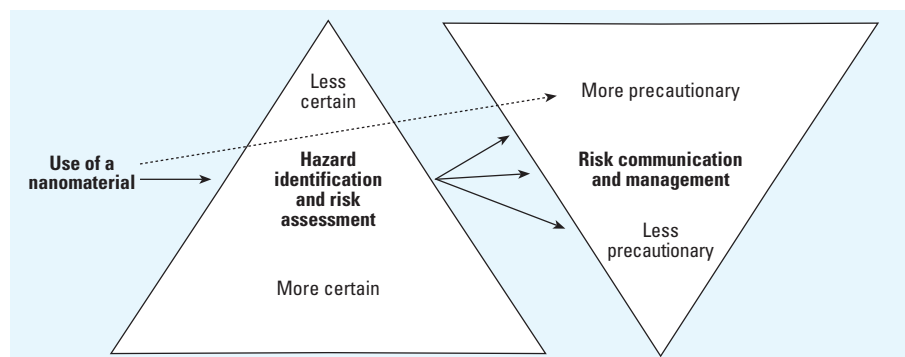 Less
certain
More precautionary
Use of a
nanomaterial
Hazard
identification
and risk
assessment
Risk communication
and management
Less
precautionary
More certain